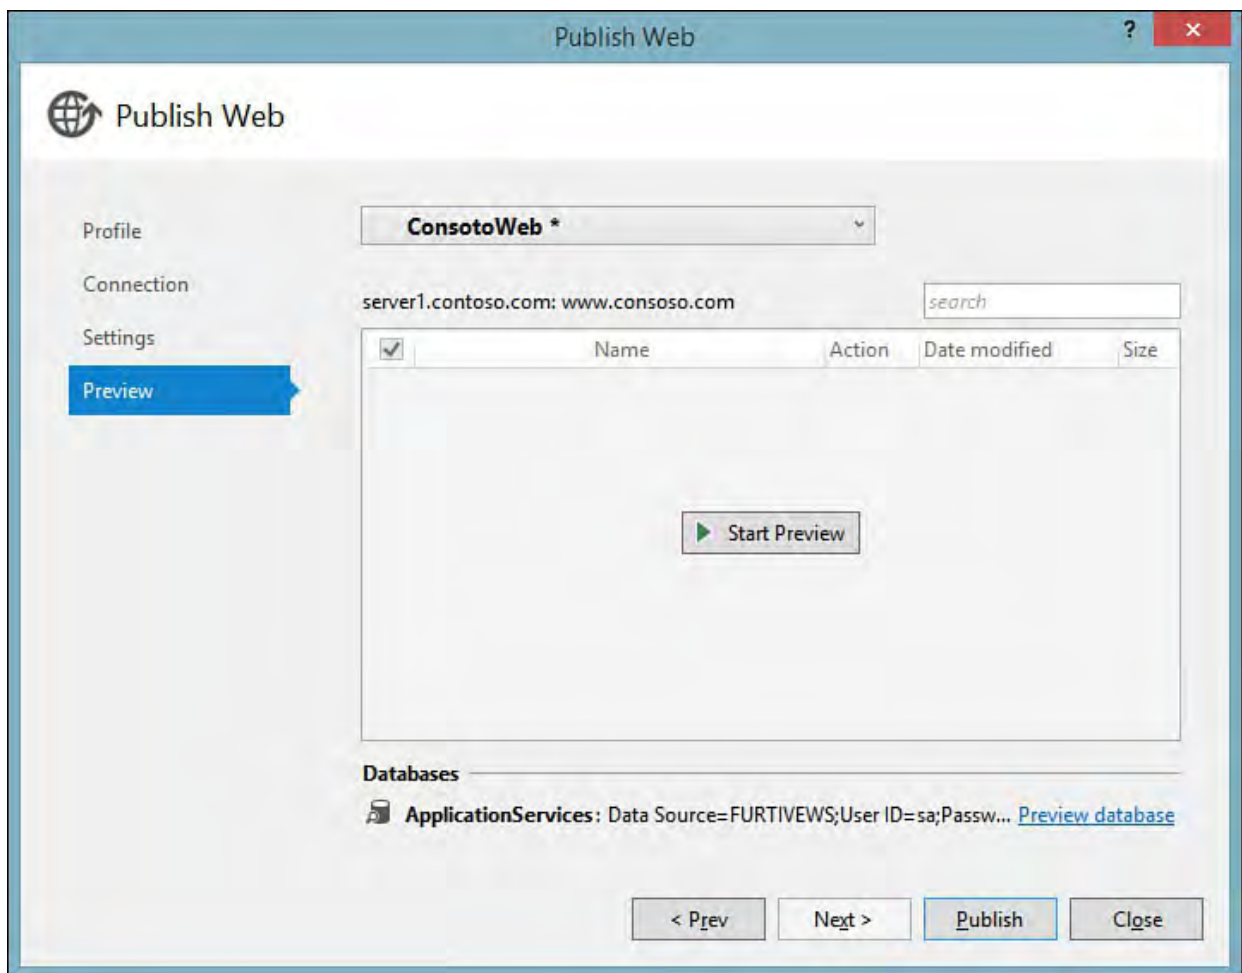 Publish Web
?
Publish Web
Profile
Connection
Settings
Preview
ConsotoWeb *
server1.contoso.com: www.consoso.com
search
Name Action Date modified Size
Start Preview
Databases
ApplicationServices: Data Source=FURTIVEWS;User ID=sa;Passw... Preview database
< Prev Next > Publish Close